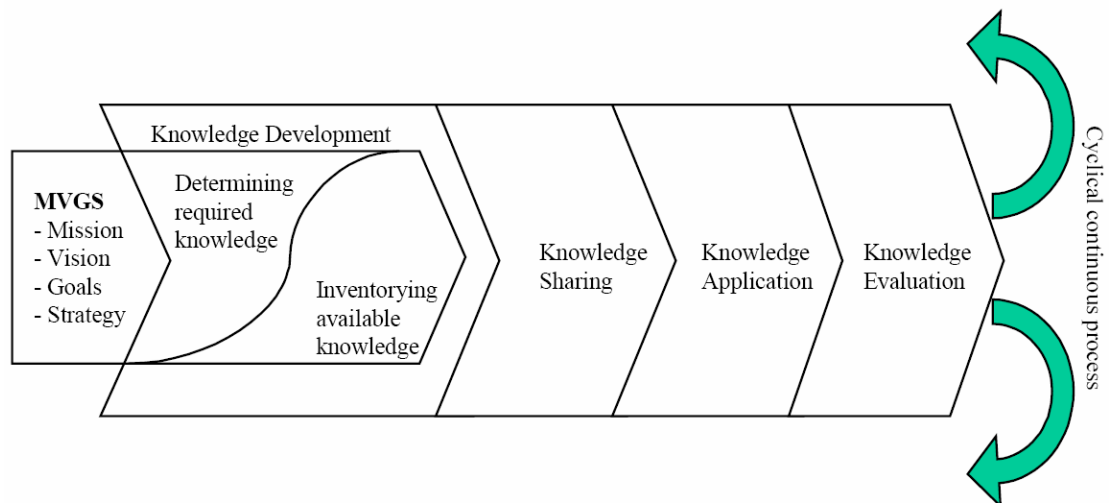 Knowledge Development
MVGS
- Mission
- Vision
- Goals
- Strategy
Determining
required
knowledge
Inventorying
available
knowledge
Knowledge
Sharing
Knowledge
Application
Knowledge
Evaluation
Cyclical continuous process